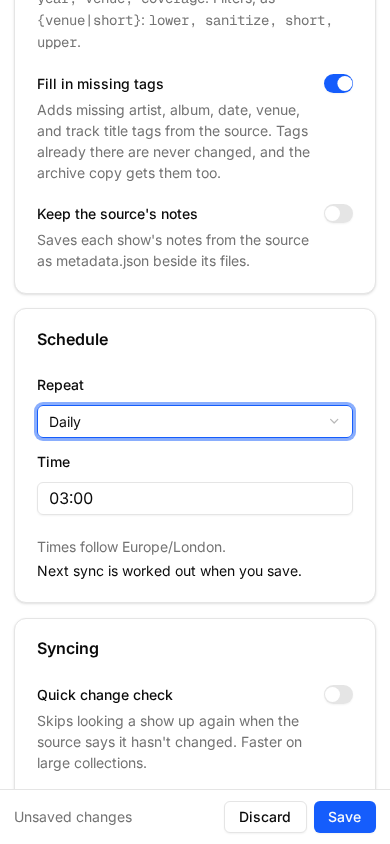 year, venue, coverage. Filters, as
{venue|short}: lower, sanitize, short,
upper.
Fill in missing tags
Adds missing artist, album, date, venue,
and track title tags from the source. Tags
already there are never changed, and the
archive copy gets them too.
Keep the source's notes
Saves each show's notes from the source
as metadata.json beside its files.
Schedule
Repeat
Daily
Time
03:00
Times follow Europe/London.
Next sync is worked out when you save.
Syncing
Quick change check
Skips looking a show up again when the
source says it hasn't changed. Faster on
large collections.
Unsaved changes
Discard
Save